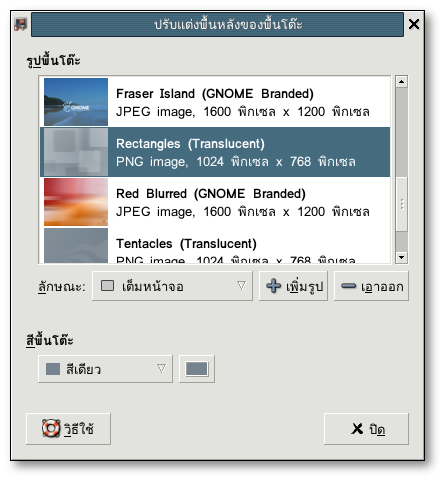 ปรับแต่งพื้นหลังของพื้นโต๊ะ
รูปพื้นโต๊ะ
Fraser Island (GNOME Branded)
JPEG image, 1600 พิกเซล x 1200 พิกเซล
Rectangles (Translucent)
PNG image, 1024 พิกเซล x 768 พิกเซล
Red Blurred (GNOME Branded)
JPEG image, 1600 พิกเซล x 1200 พิกเซล
Tentacles (Translucent)
PNG image, 1024 พิกเซล x 768 พิกเซล
ลักษณะ: เต็มหน้าจอ เพิ่มรูป เอาออก
สีพื้นโต๊ะ
สีเดียว
วิธีใช้ ปิด